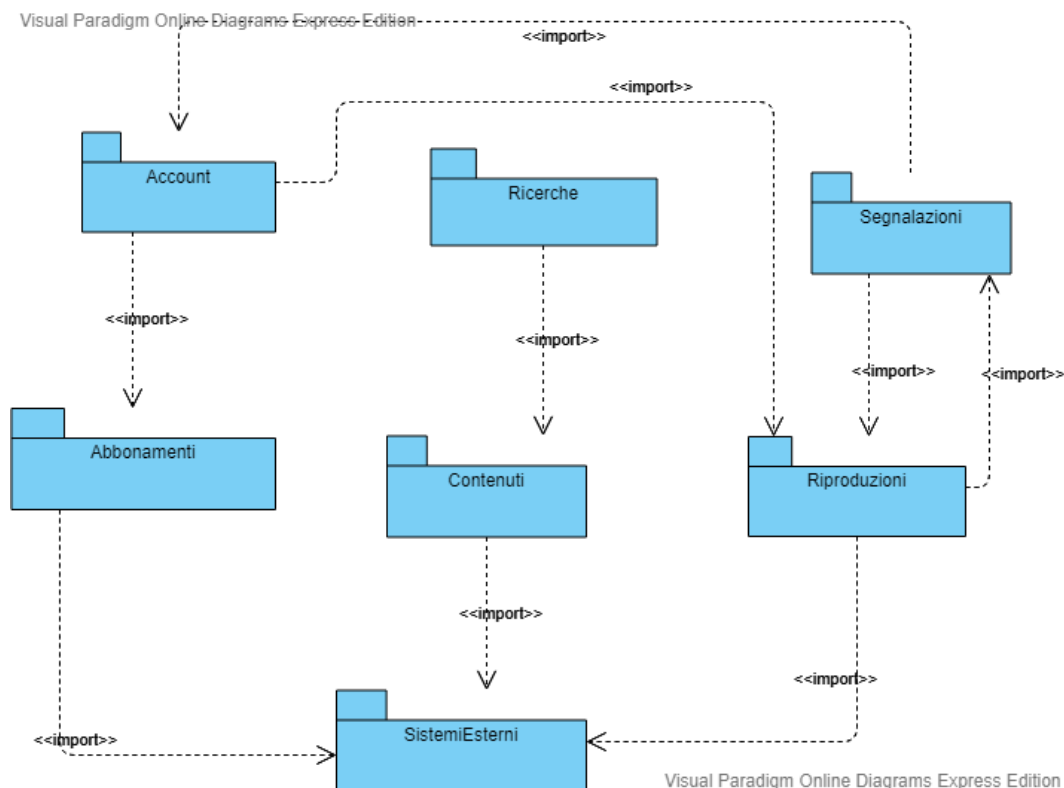 Visual Paradigm Online Diagrams Express Edition
<<import>>
<<import>>
Account
Ricerche
Segnalazioni
<<import>>
<<import>>
<<import>>
<<import>>
Abbonamenti
Contenuti
Riproduzioni
<<import>>
<<import>>
SistemiEsterni
<<import>>
Visual Paradigm Online Diagrams Express Edition